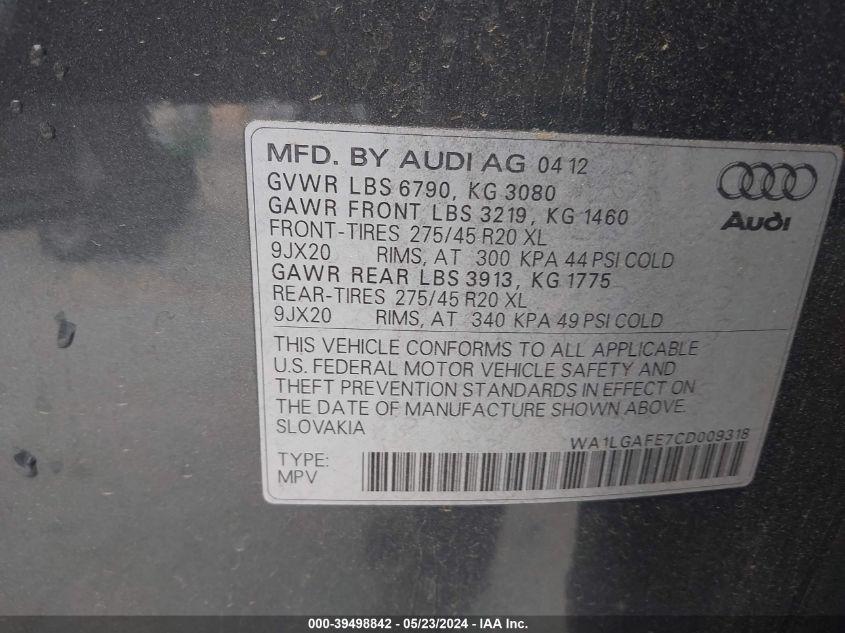 MFD. BY AUDI AG 04 12
GVWR LBS 6790, KG 3080
GAWR FRONT LBS 3219, KG 1460
FRONT-TIRES 275/45 R20 XL
9JX20 RIMS, AT 300 KPA 44 PSI COLD
GAWR REAR LBS 3913, KG 1775
REAR-TIRES 275/45 R20 XL
9JX20 RIMS, AT 340 KPA 49 PSI COLD
Audi
THIS VEHICLE CONFORMS TO ALL APPLICABLE
U.S. FEDERAL MOTOR VEHICLE SAFETY AND
THEFT PREVENTION STANDARDS IN EFFECT ON
THE DATE OF MANUFACTURE SHOWN ABOVE.
SLOVAKIA
WA1LGAFE7CD009318
TYPE:
MPV
000-39498842 / 05/23/2024 - IAA Inc.